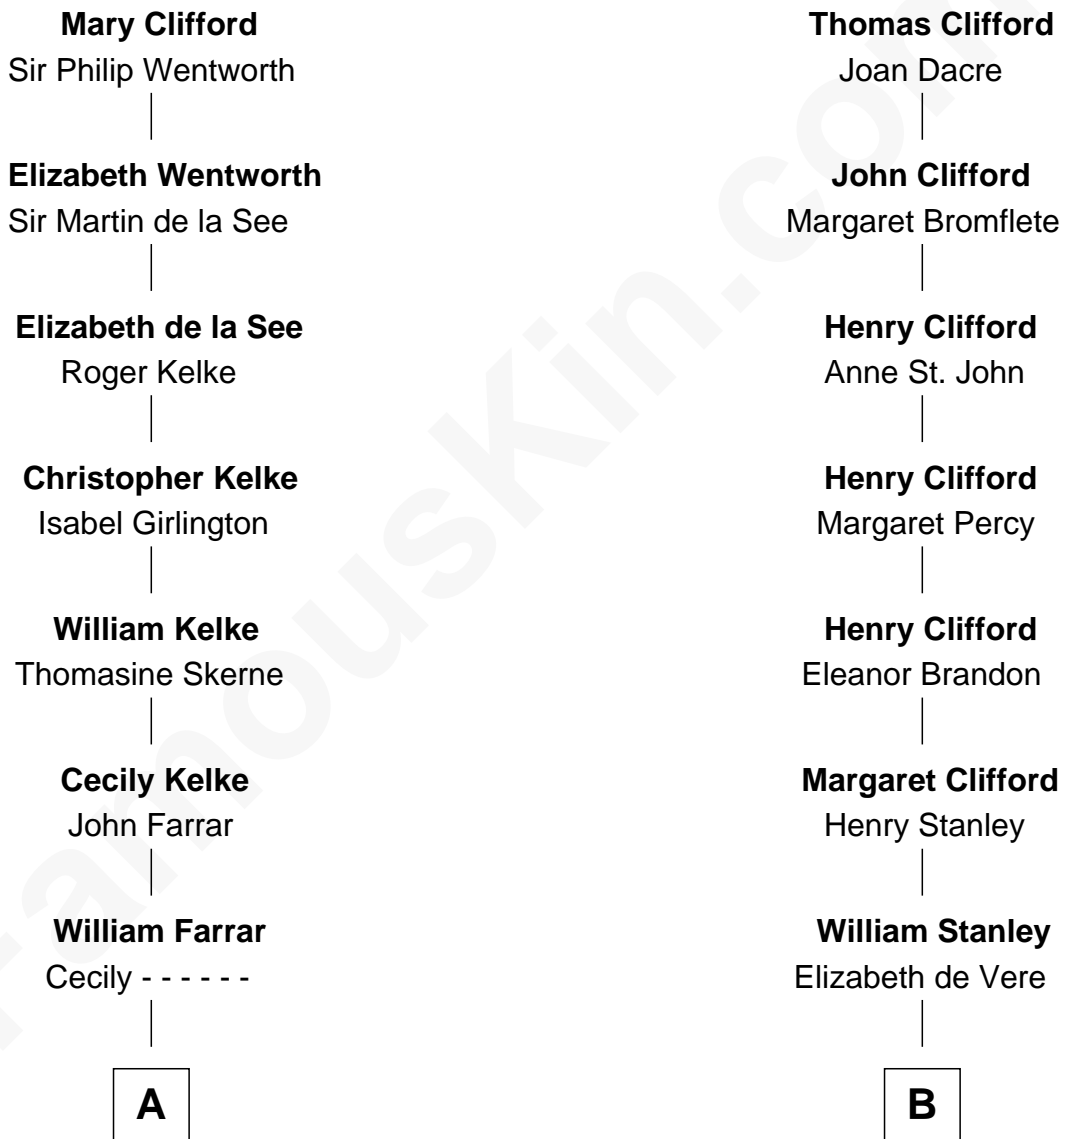 Mary Clifford
Sir Philip Wentworth
Elizabeth Wentworth
Sir Martin de la See
Elizabeth de la See
Roger Kelke
Christopher Kelke
Isabel Girlington
William Kelke
Thomasine Skerne
Cecily Kelke
John Farrar
William Farrar
Cecily - - - - - -
A
Thomas Clifford
Joan Dacre
John Clifford
Margaret Bromflete
Henry Clifford
Anne St. John
Henry Clifford
Margaret Percy
Henry Clifford
Eleanor Brandon
Margaret Clifford
Henry Stanley
William Stanley
Elizabeth de Vere
B
FamousKin.com